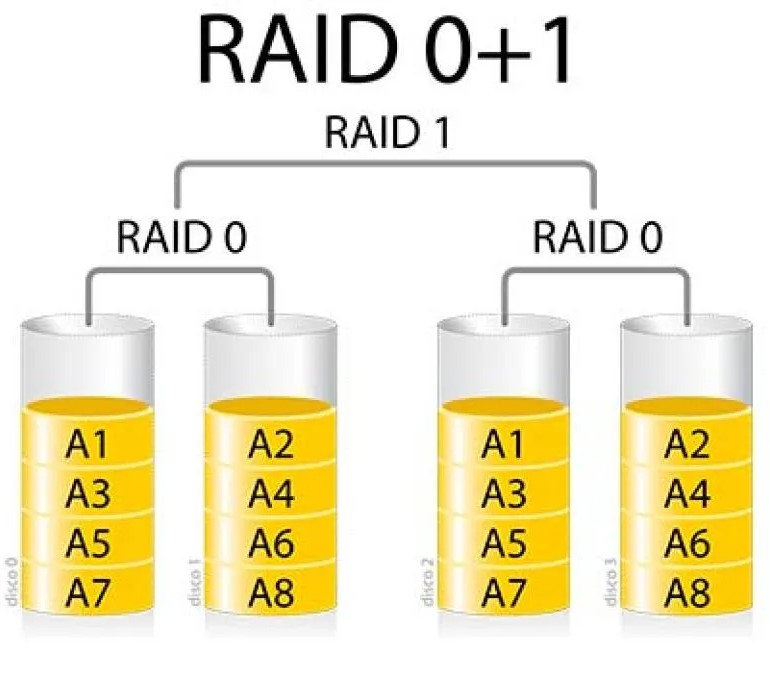 RAID 0+1
RAID 1
RAID 0 RAID 0
A1 A2 A1 A2
A3 A4 A3 A4
A5 A6 A5 A6
A7 A8 A7 A8
disco 0 disco 1 disco 2 disco 3